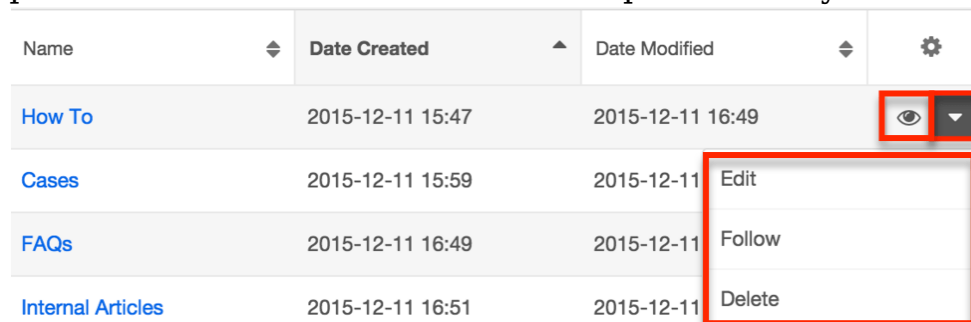 Name Date Created Date Modified
How To 2015-12-11 15:47 2015-12-11 16:49
Cases 2015-12-11 15:59 2015-12-11 Edit
FAQs 2015-12-11 16:49 2015-12-11 Follow
Internal Articles 2015-12-11 16:51 2015-12-11 Delete